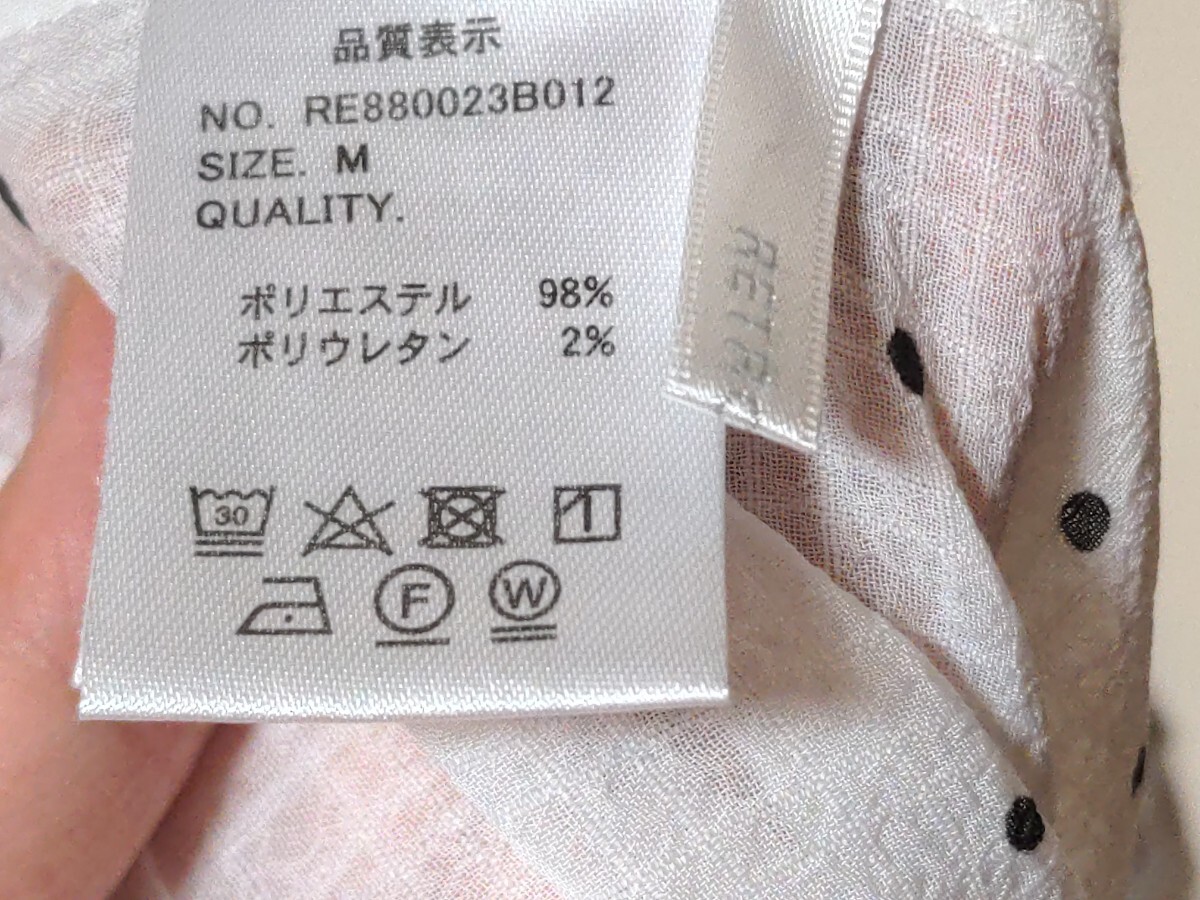 品質表示
NO. RE880023B012
SIZE. M
QUALITY.
ポリエステル 98%
ポリウレタン 2%
30
F
W